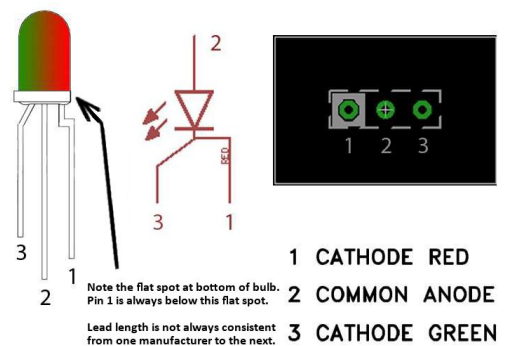 2
RED
3
1
3
2
1
1 2 3
Note the flat spot at bottom of bulb.
Pin 1 is always below this flat spot.
Lead length is not always consistent
from one manufacturer to the next.
1 CATHODE RED
2 COMMON ANODE
3 CATHODE GREEN